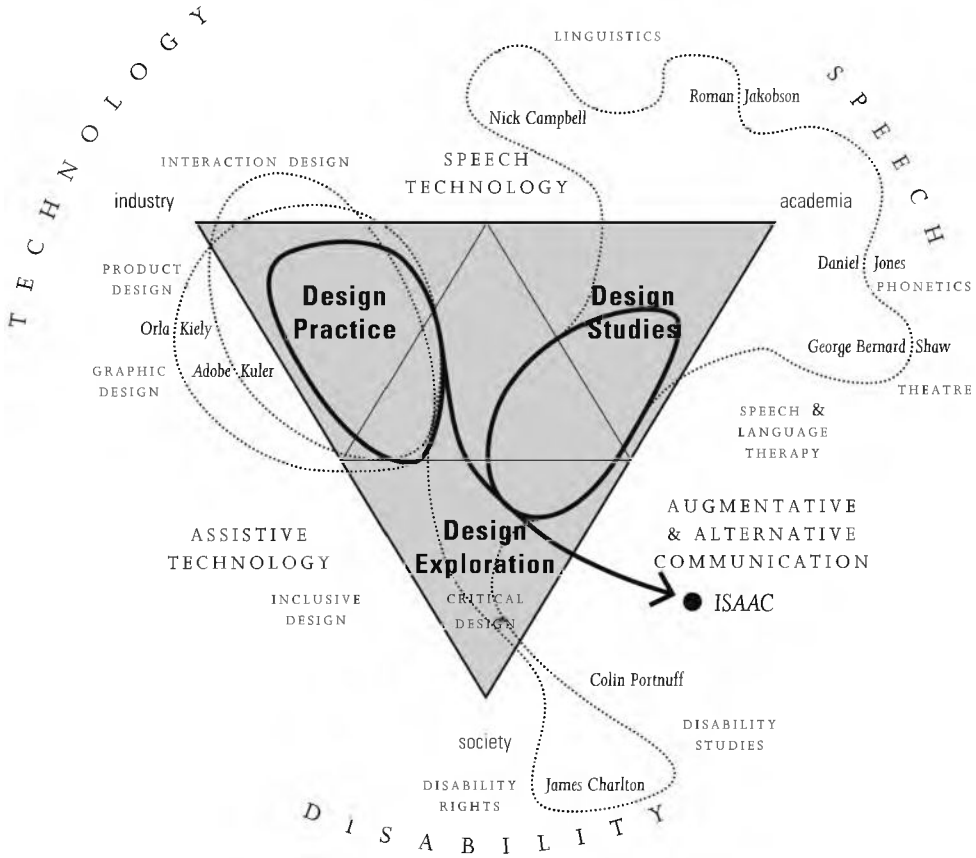 TECHNOLOGY
SPEECH
LINGUISTICS
Roman Jakobson
Nick Campbell
INTERACTION DESIGN
SPEECH
TECHNOLOGY
industry
academia
Daniel Jones
PHONETICS
PRODUCT
DESIGN
Design
Practice
Design
Studies
Orla Kiely
George Bernard Shaw
GRAPHIC
DESIGN
Adobe Kuler
THEATRE
SPEECH &
LANGUAGE
THERAPY
AUGMENTATIVE
& ALTERNATIVE
COMMUNICATION
ASSISTIVE
TECHNOLOGY
Design
Exploration
INCLUSIVE
DESIGN
CRITICAL
DESIGN
ISAAC
Colin Portnuff
DISABILITY
STUDIES
society
DISABILITY
RIGHTS
James Charlton
DISABILITY